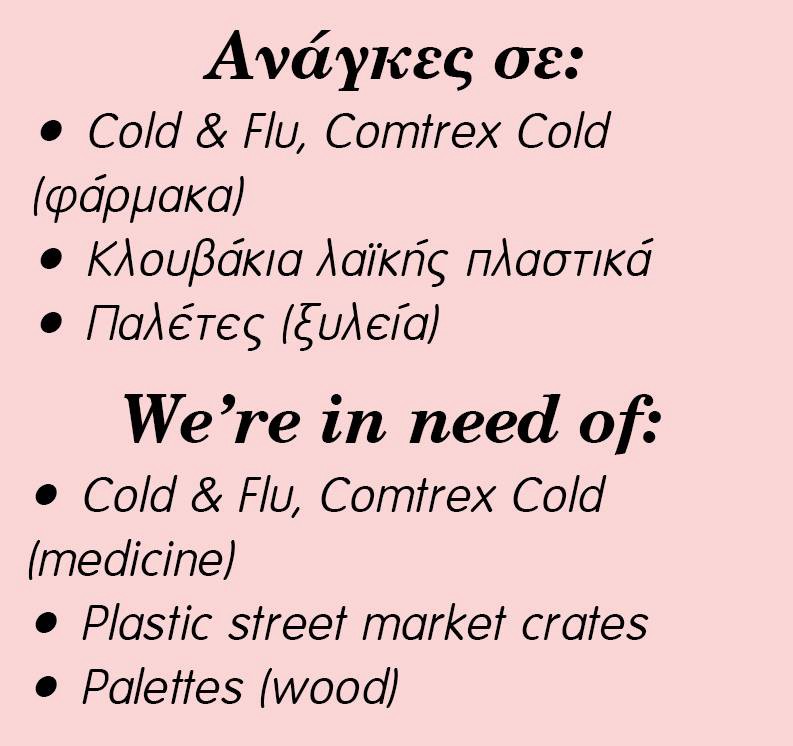 Ανάγκες σε:
• Cold & Flu, Comtrex Cold
(φάρμακα)
• Κλουβάκια λαϊκής πλαστικά
• Παλέτες (ξυλεία)
We’re in need of:
• Cold & Flu, Comtrex Cold
(medicine)
• Plastic street market crates
• Palettes (wood)